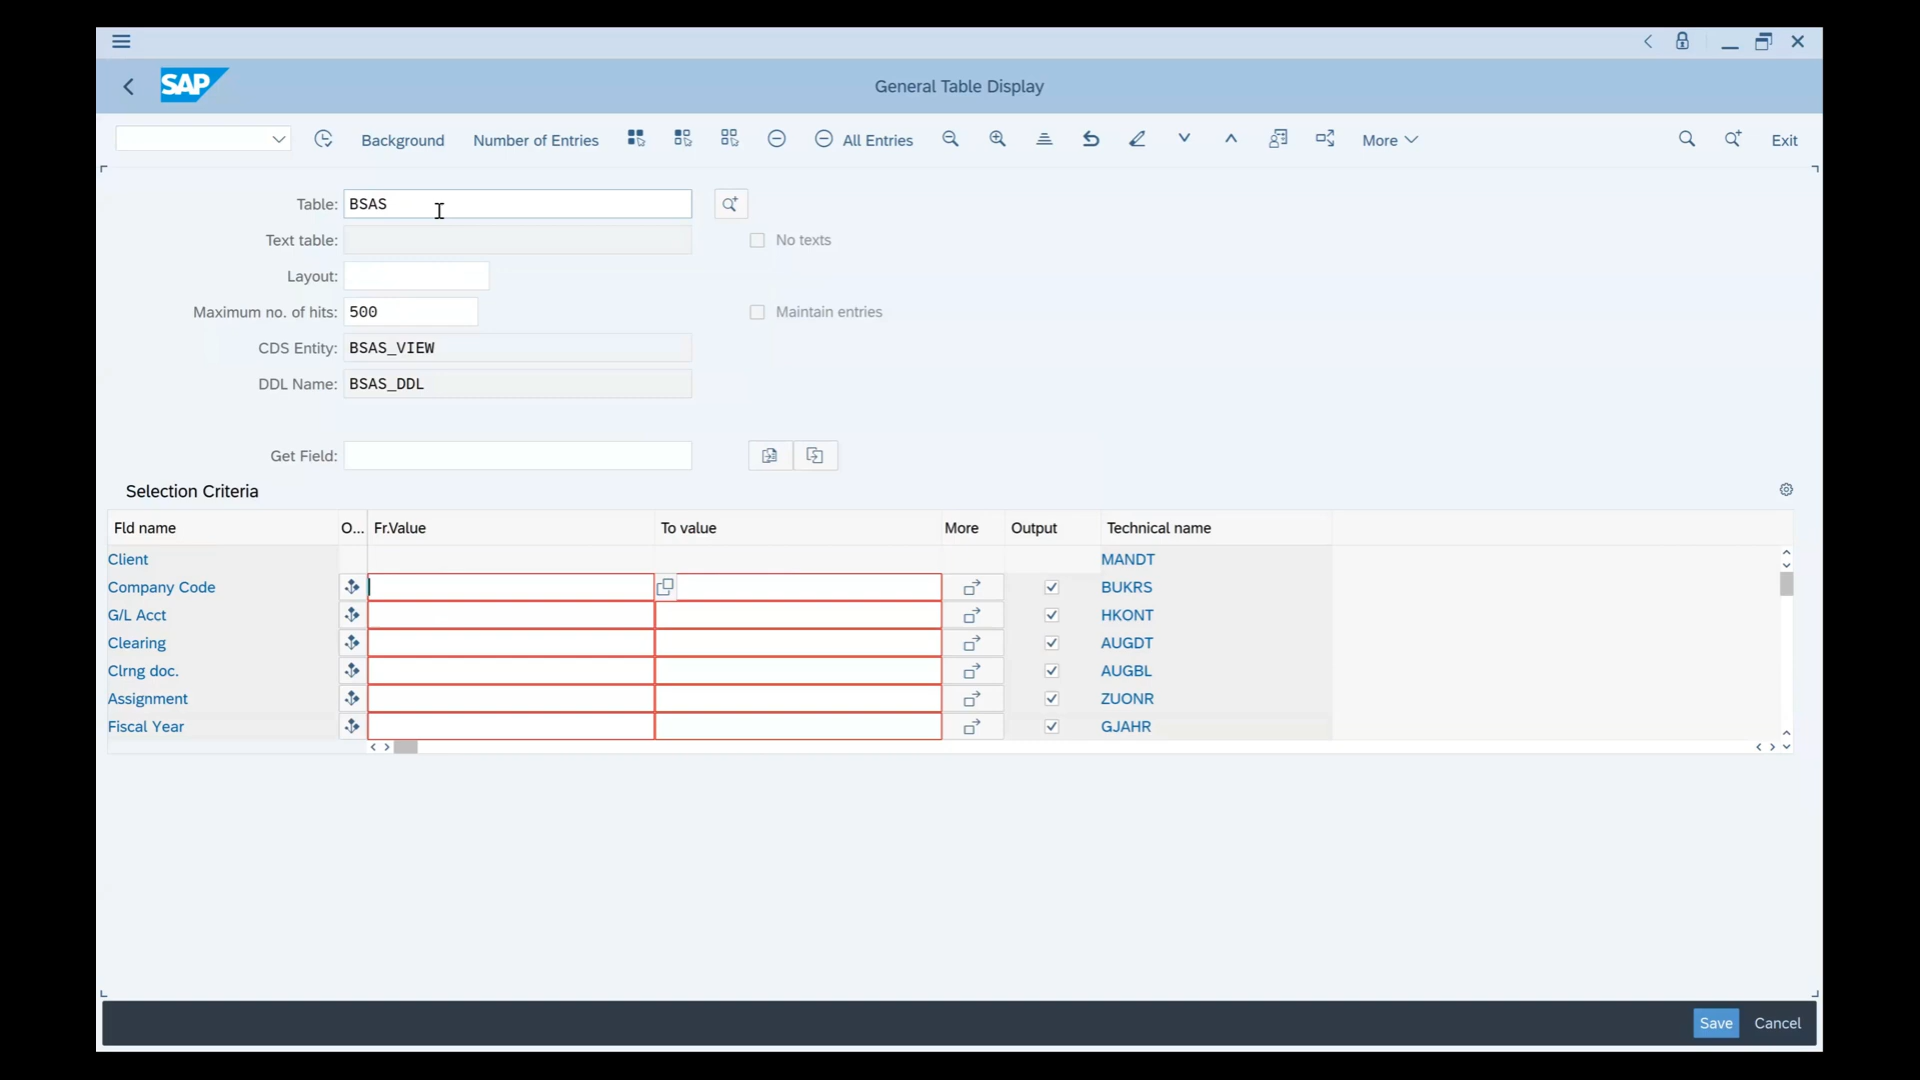 SAP
General Table Display
Background Number of Entries All Entries More Exit
Table: BSAS
Text table: No texts
Layout:
Maximum no. of hits: 500 Maintain entries
CDS Entity: BSAS_VIEW
DDL Name: BSAS_DDL
Get Field:
Selection Criteria
Fld name O... Fr.Value To value More Output Technical name
Client MANDT
Company Code BUKRS
G/L Acct HKONT
Clearing AUGDT
Clrng doc. AUGBL
Assignment ZUONR
Fiscal Year GJAHR
Save Cancel